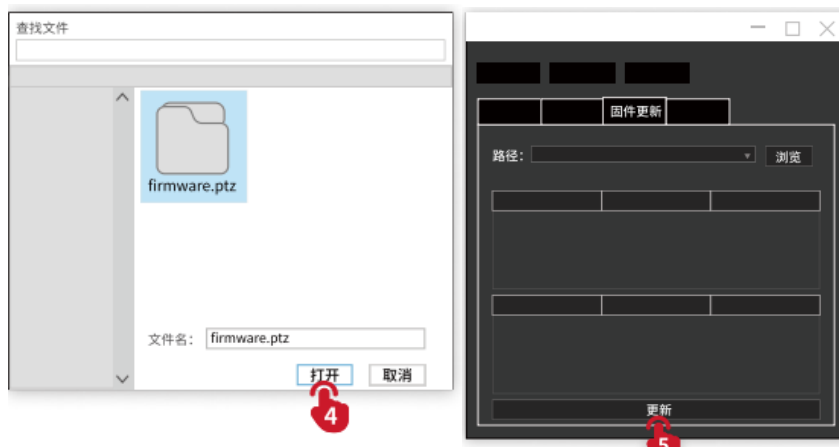 查找文件
firmware.ptz
文件名： firmware.ptz
打开 取消
4
固件更新
路径： 浏览
更新
5